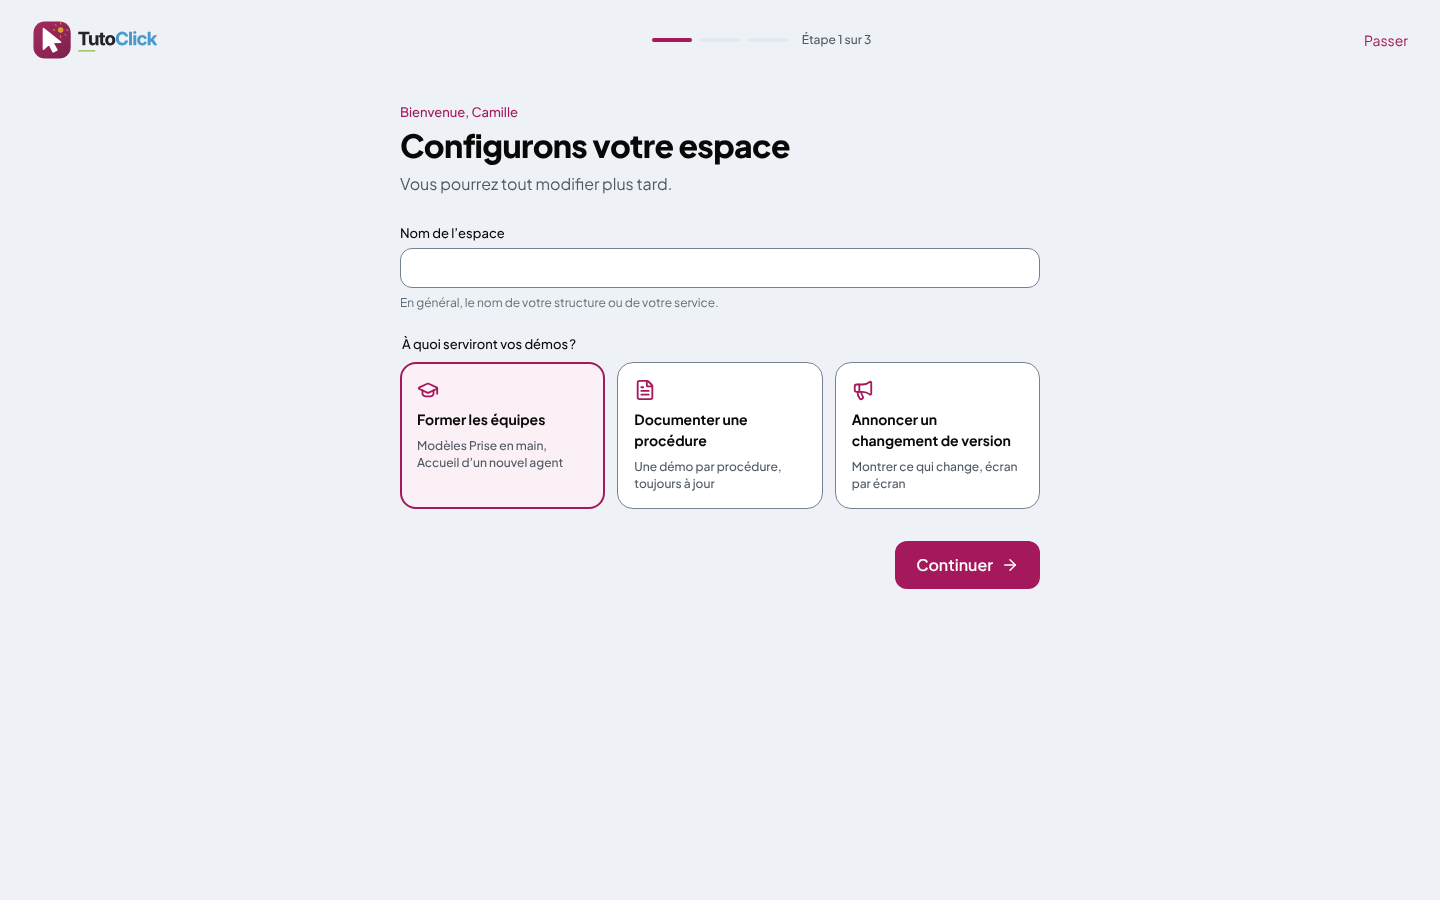 TutoClick
Étape 1 sur 3
Passer
Bienvenue, Camille
Configurons votre espace
Vous pourrez tout modifier plus tard.
Nom de l’espace
En général, le nom de votre structure ou de votre service.
À quoi serviront vos démos ?
Former les équipes
Modèles Prise en main,
Accueil d’un nouvel agent
Documenter une
procédure
Une démo par procédure,
toujours à jour
Annoncer un
changement de version
Montrer ce qui change, écran
par écran
Continuer